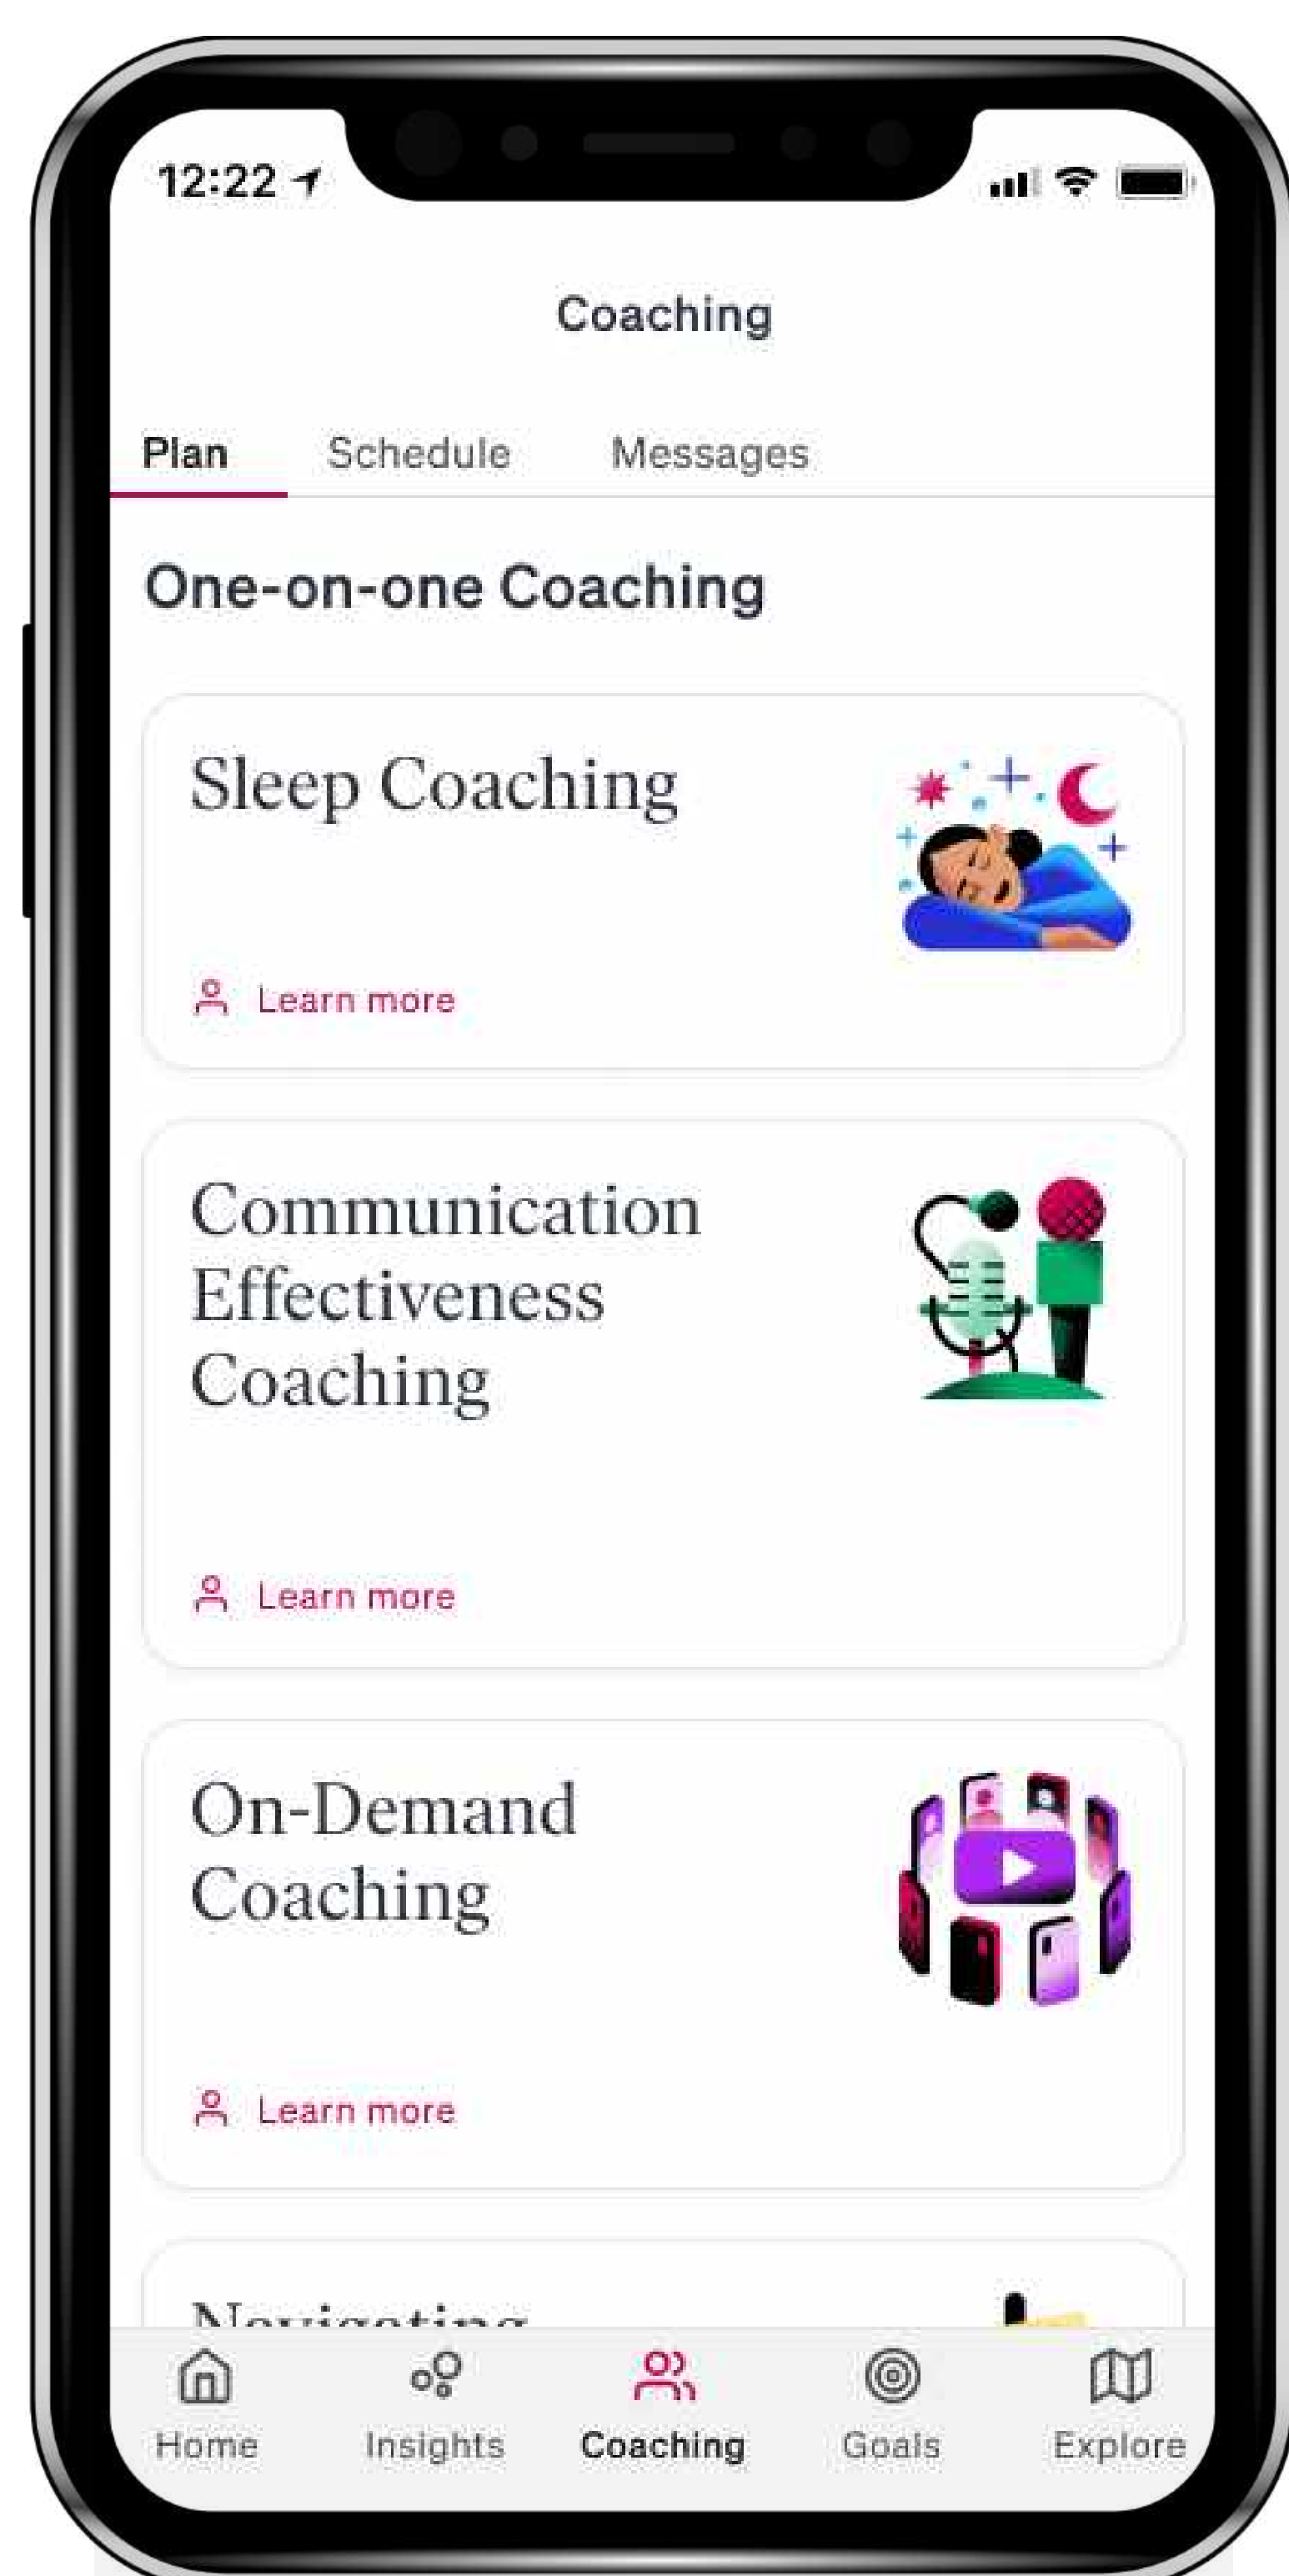 12:22
Coaching
Plan Schedule Messages
One-on-one Coaching
Sleep Coaching
Learn more
Communication
Effectiveness
Coaching
Learn more
On-Demand
Coaching
Learn more
Navigating
Home Insights Coaching Goals Explore